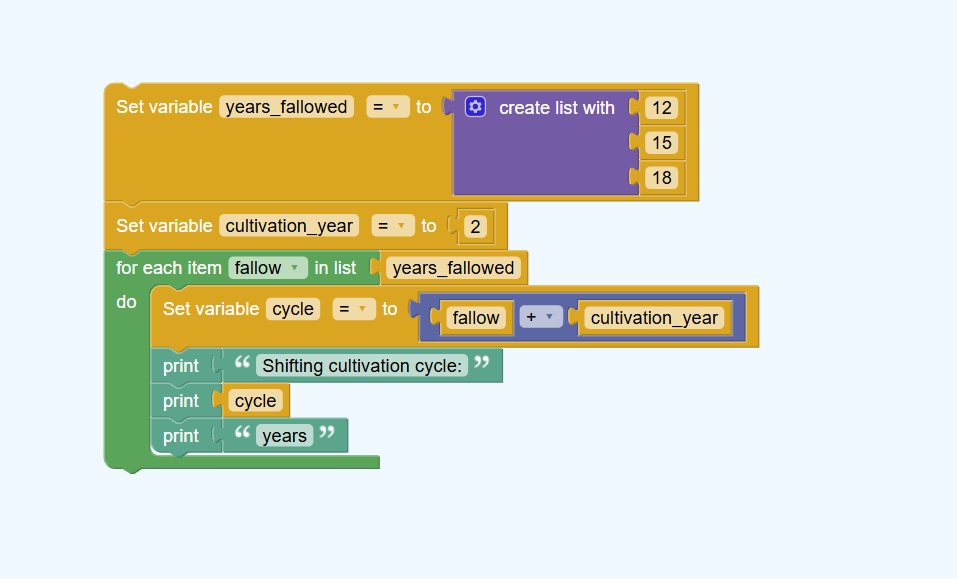 Set variable years_fallowed = to create list with 12
15
18
Set variable cultivation_year = to 2
for each item fallow in list years_fallowed
do Set variable cycle = to fallow + cultivation_year
print “ Shifting cultivation cycle: ”
print cycle
print “ years ”